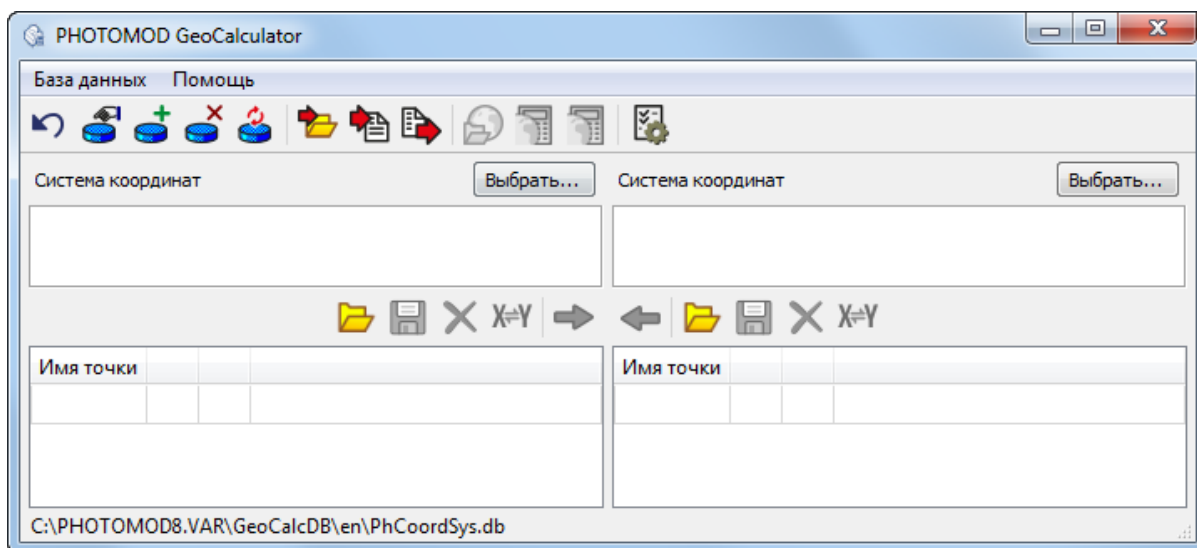 PHOTOMOD GeoCalculator
База данных Помощь
Система координат Выбрать... Система координат Выбрать...
X⇌Y X⇌Y
Имя точки Имя точки
C:\PHOTOMOD8.VAR\GeoCalcDB\en\PhCoordSys.db